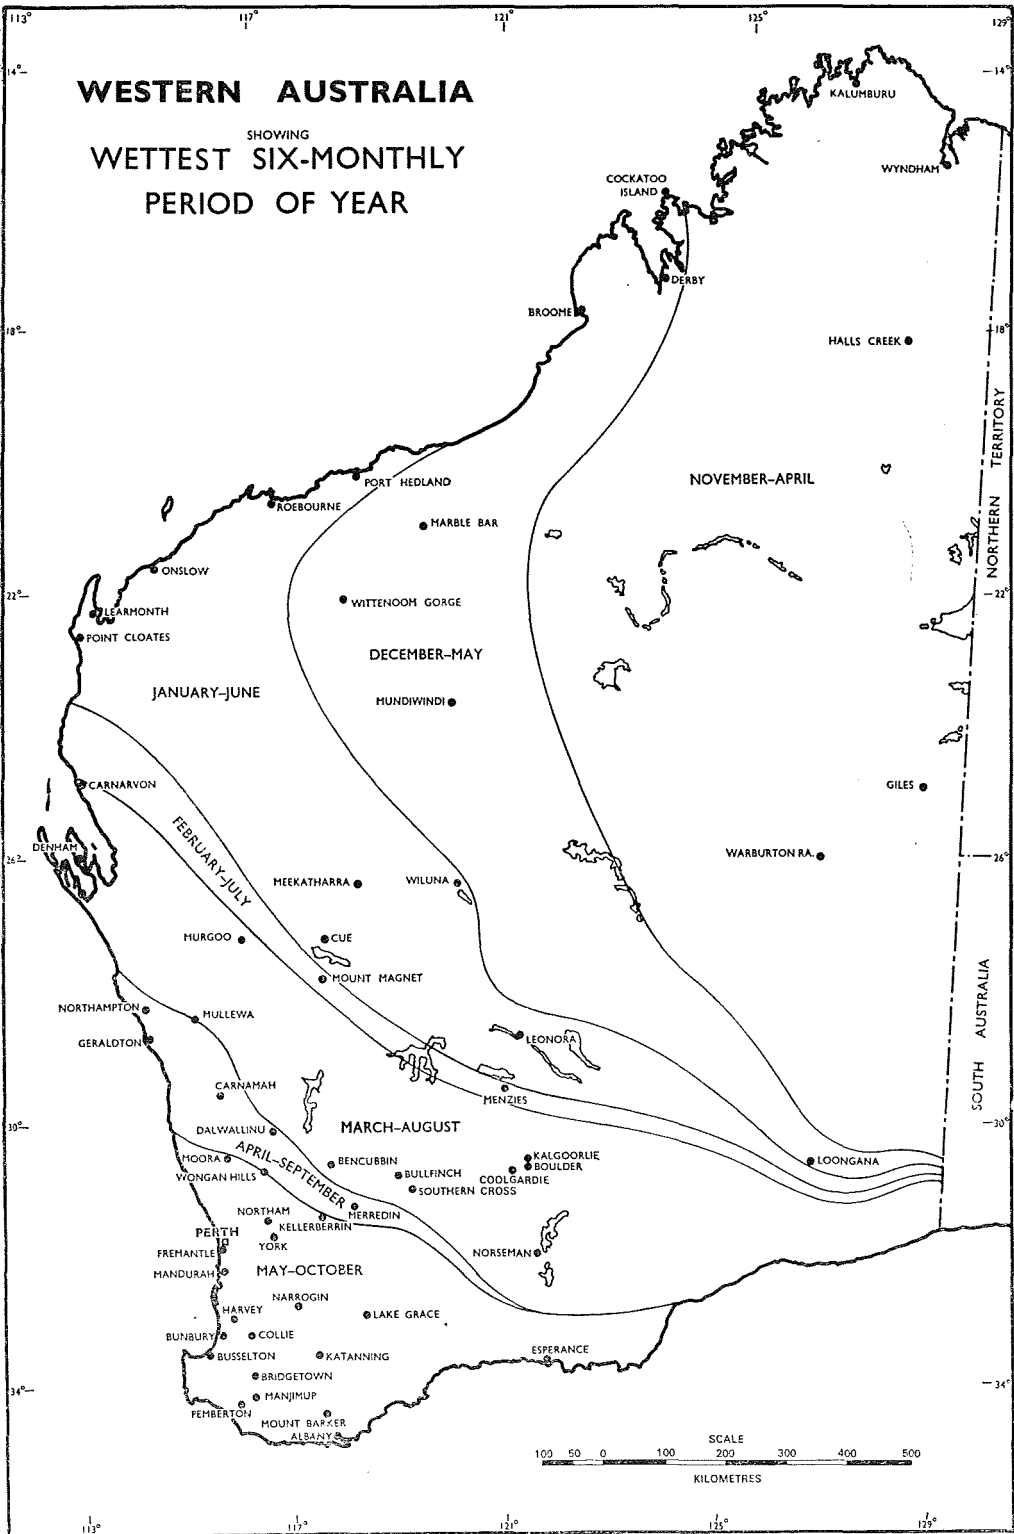 113°
117°
121°
125°
129°
14°
14°
WESTERN AUSTRALIA
SHOWING
WETTEST SIX-MONTHLY
PERIOD OF YEAR
KALUMBURU
WYNDHAM
COCKATOO
ISLAND
DERBY
BROOME
18°
18°
HALLS CREEK
NORTHERN TERRITORY
NOVEMBER–APRIL
PORT HEDLAND
ROEBOURNE
MARBLE BAR
ONSLOW
22°
22°
LEARMONTH
WITTENOOM GORGE
POINT CLOATES
DECEMBER–MAY
JANUARY–JUNE
MUNDIWINDI
CARNARVON
GILES
FEBRUARY–JULY
DENHAM
26°
26°
WARBURTON RA.
MEEKATHARRA
WILUNA
MURGOO
CUE
MOUNT MAGNET
SOUTH AUSTRALIA
NORTHAMPTON
MULLEWA
GERALDTON
LEONORA
CARNAMAH
MENZIES
30°
30°
DALWALLINU
MARCH–AUGUST
APRIL–SEPTEMBER
MOORA
BENCUBBIN
KALGOORLIE
BOULDER
LOONGANA
WONGAN HILLS
BULLFINCH
COOLGARDIE
SOUTHERN CROSS
NORTHAM
MERREDIN
KELLERBERRIN
PERTH
YORK
FREMANTLE
NORSEMAN
MANDURAH
MAY–OCTOBER
NARROGIN
HARVEY
LAKE GRACE
BUNBURY
COLLIE
ESPERANCE
BUSSELTON
KATANNING
BRIDGETOWN
34°
34°
MANJIMUP
PEMBERTON
MOUNT BARKER
ALBANY
SCALE
100 50 0 100 200 300 400 500
KILOMETRES
113°
117°
121°
125°
129°